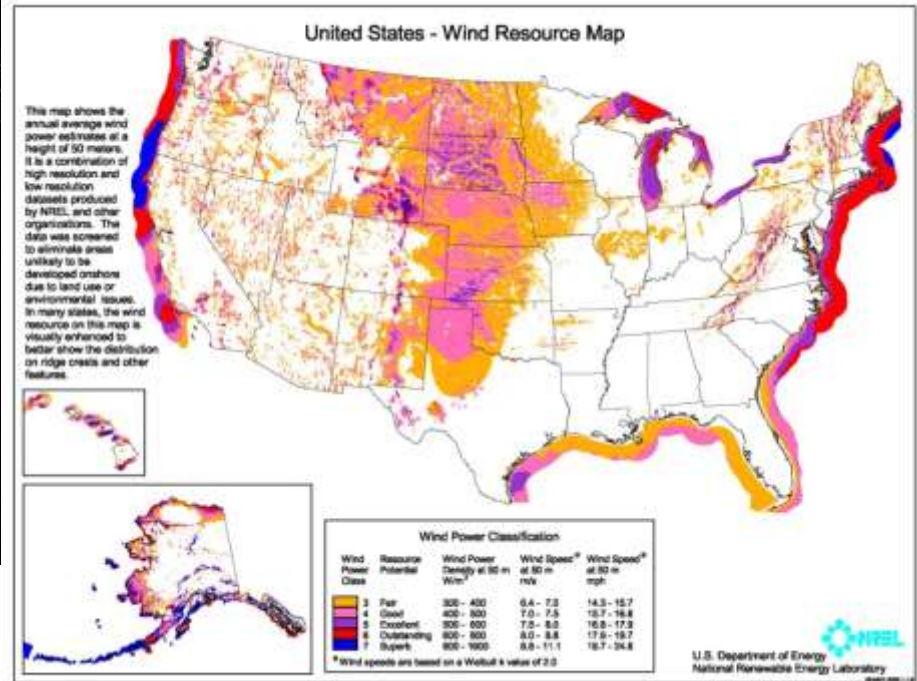 United States - Wind Resource Map
This map shows the
annual average wind
power estimates at a
height of 50 meters.
It is a combination of
high resolution and
low resolution
datasets produced
by NREL and other
organizations. The
data was screened
to eliminate areas
unlikely to be
developed onshore
due to land use or
environmental issues.
In many states, the wind
resource on this map is
visually enhanced to
better show the distribution
on ridge crests and other
features.
Wind Power Classification
Wind Resource Wind Power Wind Speed Wind Speed
Power Potential Density at 50 m at 50 m at 50 m
Class W/m² m/s mph
3 Fair 300 - 400 6.4 - 7.0 14.3 - 15.7
4 Good 400 - 500 7.0 - 7.5 15.7 - 16.8
5 Excellent 500 - 600 7.5 - 8.0 16.8 - 17.9
6 Outstanding 600 - 800 8.0 - 8.8 17.9 - 19.7
7 Superb 800 - 1600 8.8 - 11.1 19.7 - 24.8
Wind speeds are based on a Weibull k value of 2.0
NREL
U.S. Department of Energy
National Renewable Energy Laboratory